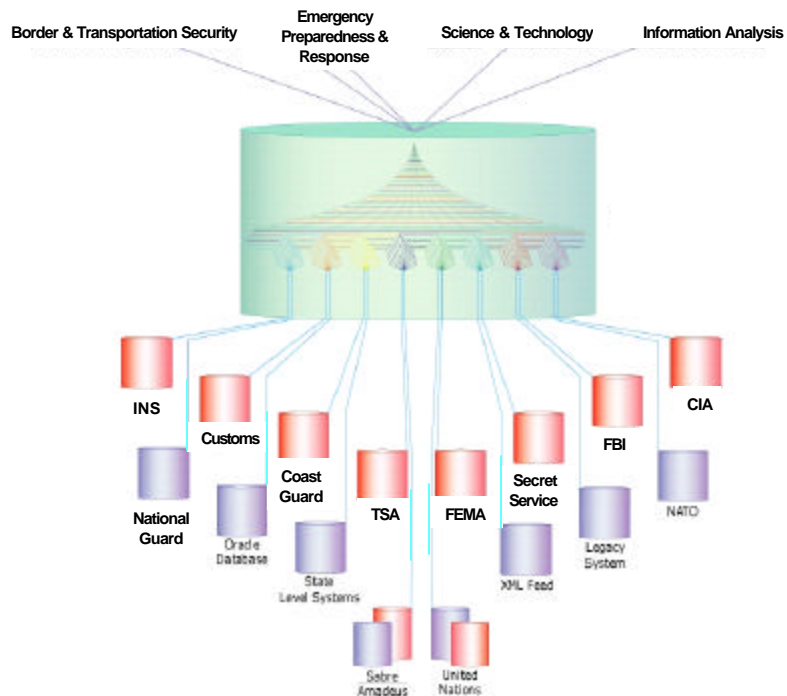 Border & Transportation Security
Emergency
Preparedness &
Response
Science & Technology
Information Analysis
INS
Customs
Coast
Guard
TSA
FEMA
Secret
Service
FBI
CIA
National
Guard
Oracle
Database
State
Level Systems
Sabre
Amadeus
United
Nations
XML Feed
Legacy
System
NATO